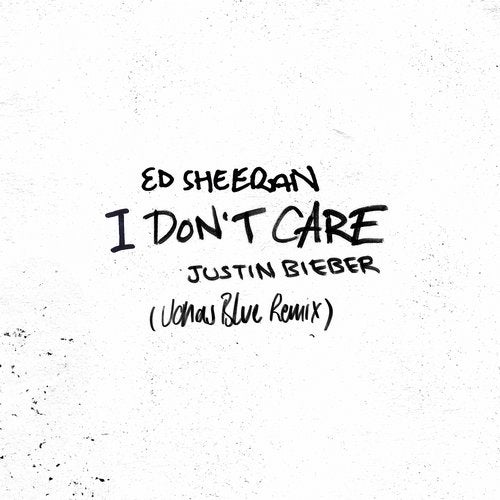 ED SHEERAN
I DON'T CARE
JUSTIN BIEBER
(Jonas Blue Remix)